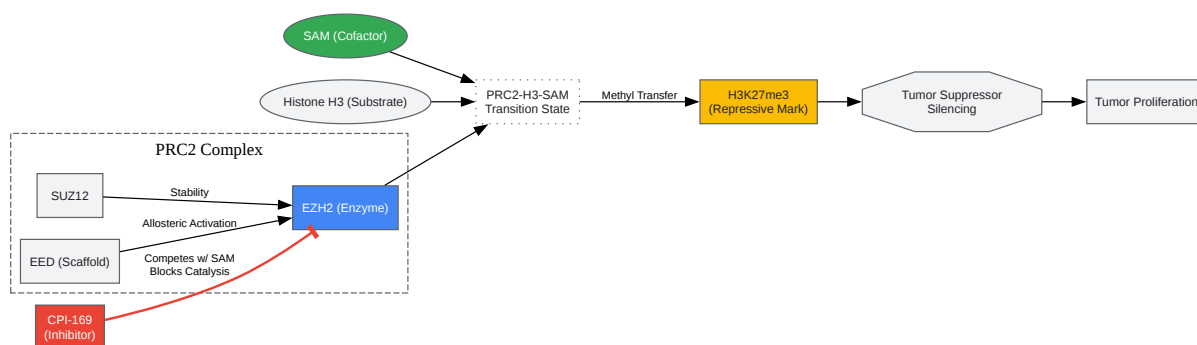 SAM (Cofactor)
Histone H3 (Substrate)
PRC2-H3-SAM
Transition State
Methyl Transfer
H3K27me3
(Repressive Mark)
Tumor Suppressor
Silencing
Tumor Proliferation
PRC2 Complex
SUZ12
Stability
EZH2 (Enzyme)
Allosteric Activation
EED (Scaffold)
Competes w/ SAM
Blocks Catalysis
CPI-169
(Inhibitor)